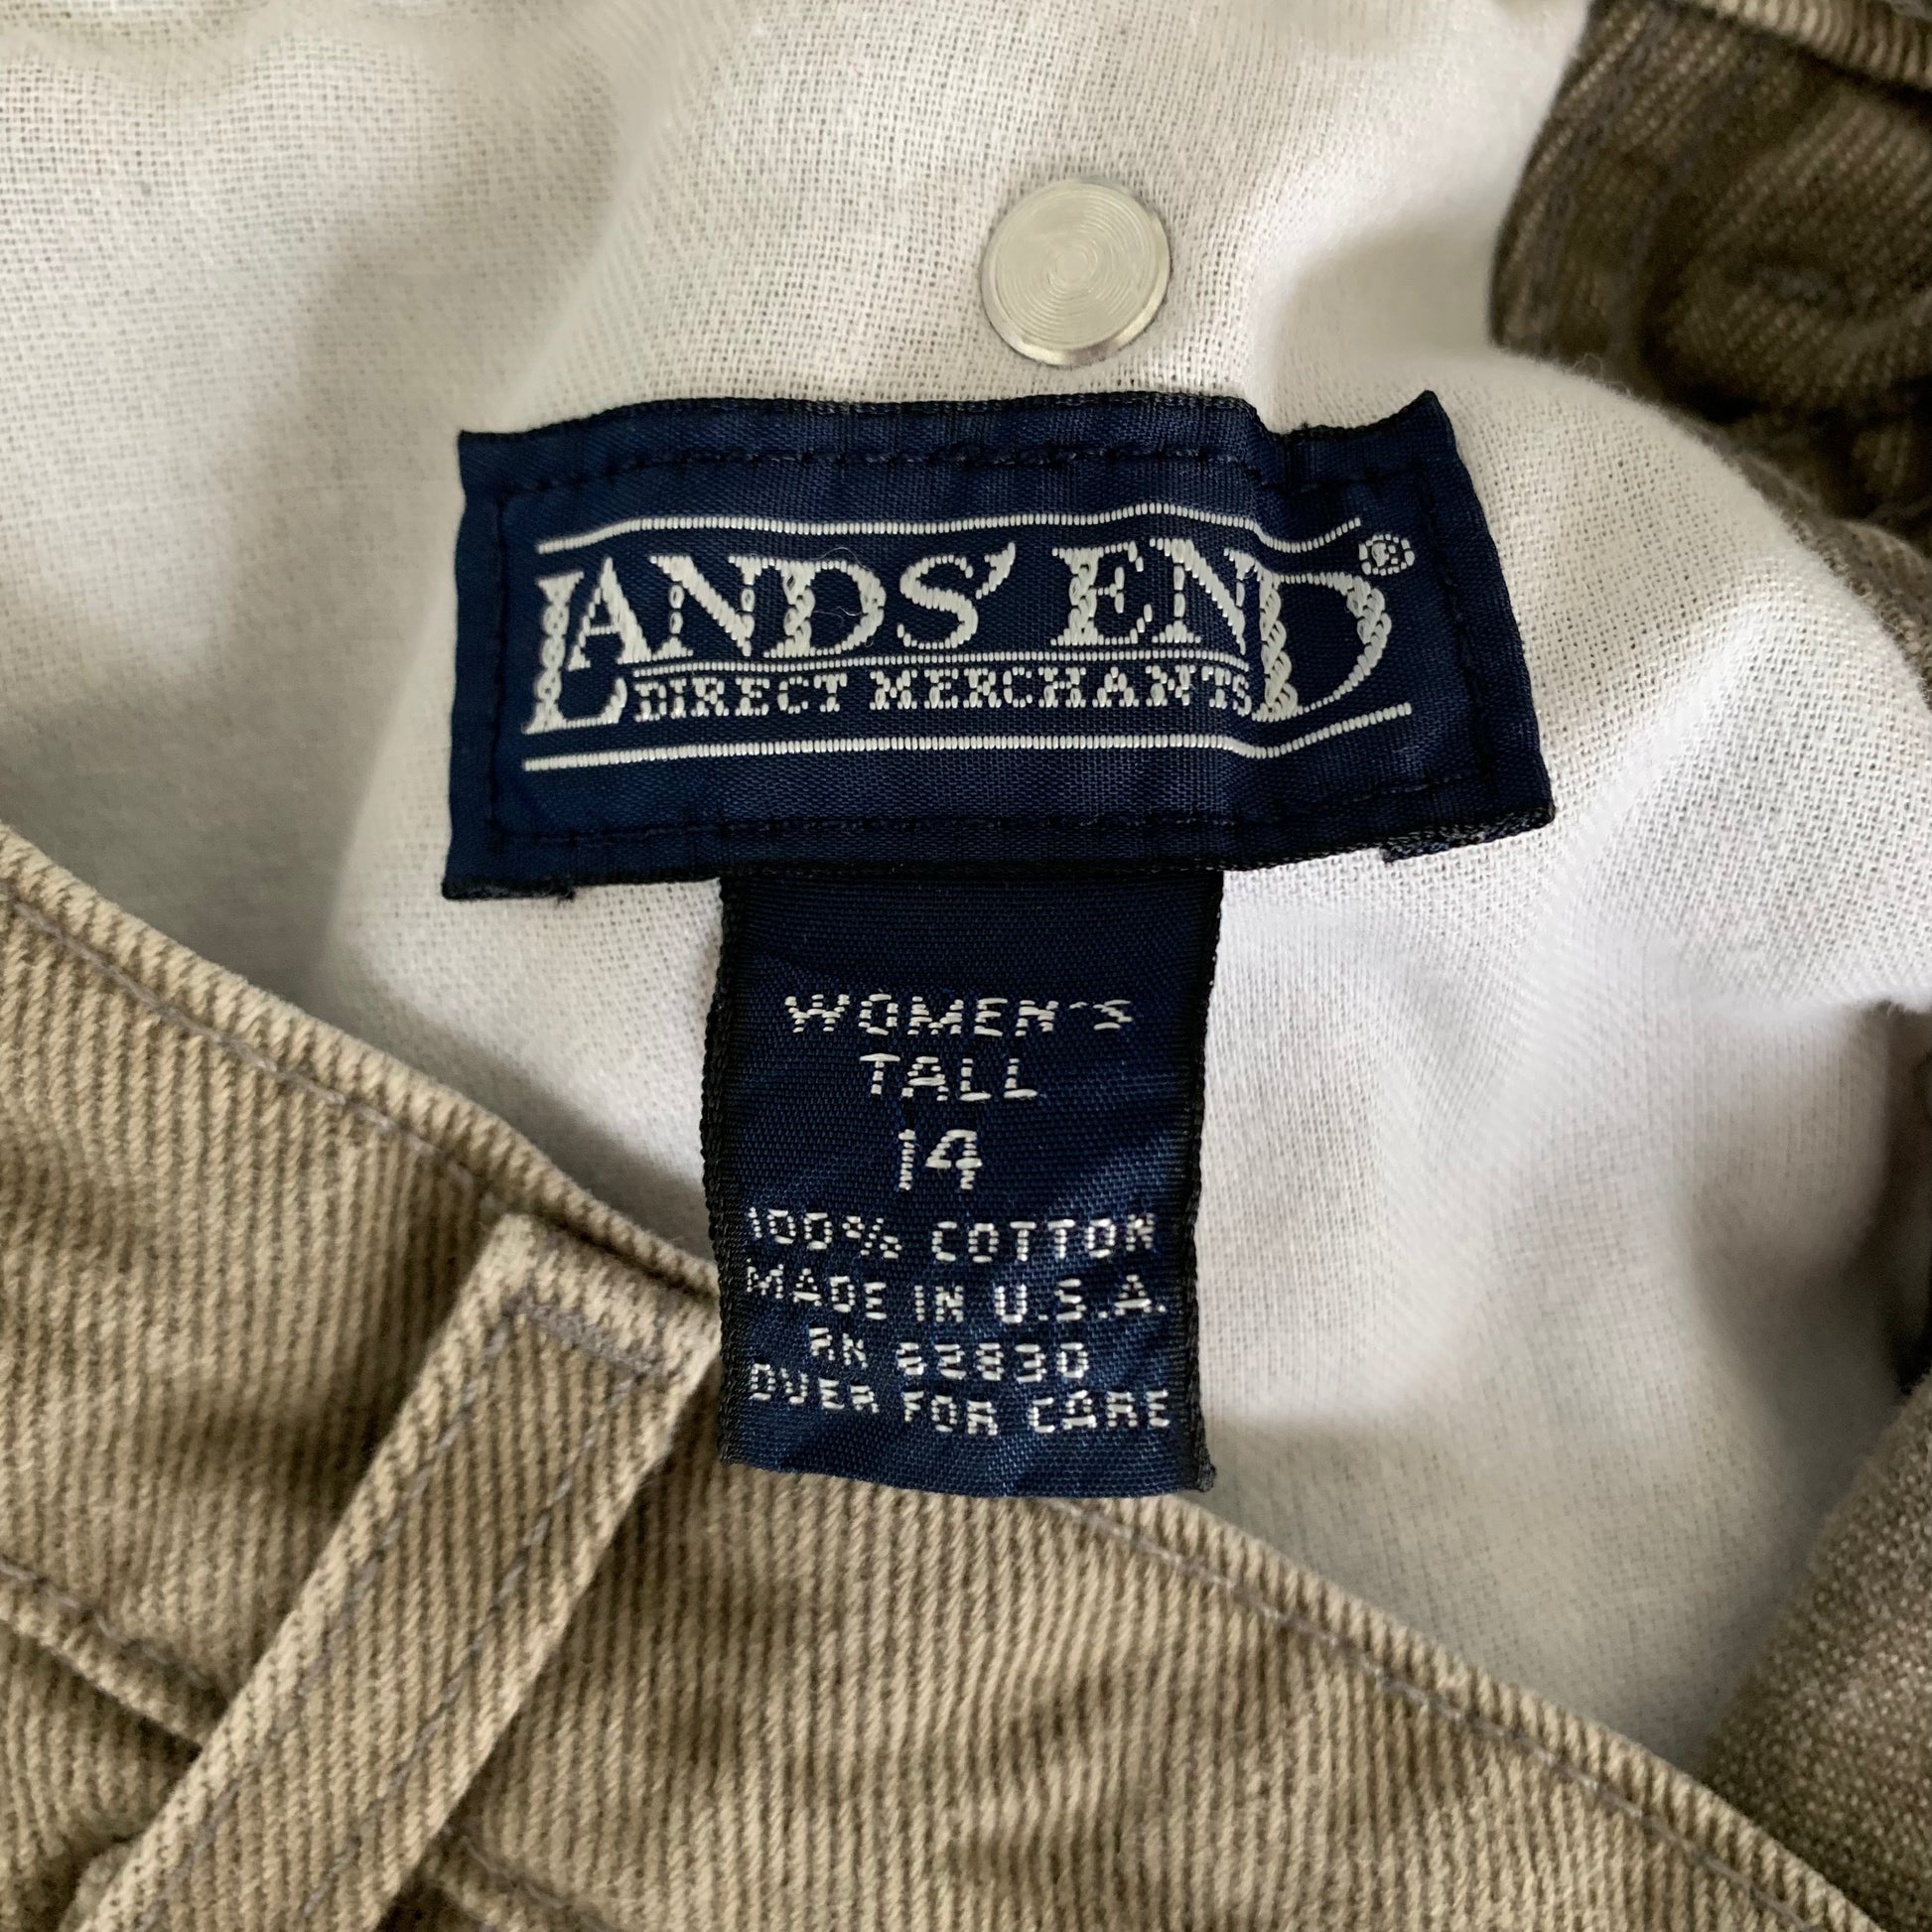 LANDS' END®
DIRECT MERCHANTS
WOMEN'S
TALL
14
100% COTTON
MADE IN U.S.A.
RN 62830
OVER FOR CARE